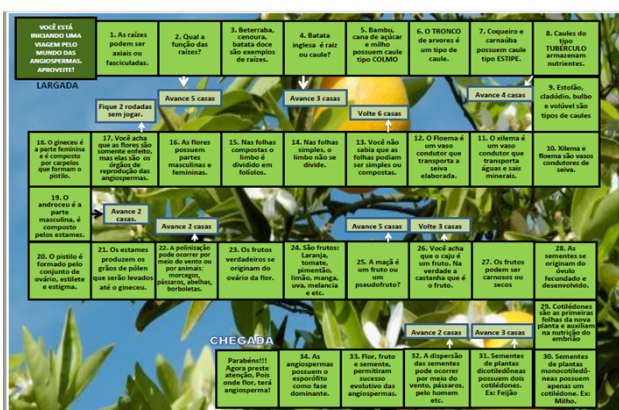 VOCÊ ESTÁ
INICIANDO UMA
VIAGEM PELO
MUNDO DAS
ANGIOSPERMAS.
APROVEITE!
LARGADA
1. As raízes
podem ser
axiais ou
fasciculadas.
2. Qual a
função das
raízes?
3. Beterraba,
cenoura,
batata doce
são exemplos
de raízes.
4. Batata
inglesa é raiz
ou caule?
5. Bambu,
cana de açúcar
e milho
possuem caule
tipo COLMO
6. O TRONCO
de arvores é
um tipo de
caule.
7. Coqueiro e
carnaúba
possuem caule
tipo ESTIPE.
8. Caules do
tipo
TUBÉRCULO
armazenam
nutrientes.
Avance 5 casas
Avance 3 casas
Avance 4 casas
Fique 2 rodadas
sem jogar.
Volte 6 casas
9. Estolão,
cladódio, bulbo
e volúvel são
tipos de caules
18. O gineceu é
a parte feminina
e é composto
por carpelos
que formam o
pistilo.
17. Você acha
que as flores são
somente enfeito,
mas elas são os
órgãos de
reprodução das
angiospermas.
16. As flores
possuem
partes
masculinas e
femininas.
15. Nas folhas
compostas o
limbo é
dividido em
folíolos.
14. Nas folhas
simples, o
limbo não se
divide.
13. Você não
sabia que as
folhas podiam
ser simples ou
compostas.
12. O Floema é
um vaso
condutor que
transporta a
seiva
elaborada.
11. O xilema é
um vaso
condutor que
transporta
águas e sais
minerais.
10. Xilema e
floema são vasos
condutores de
seiva.
19. O
androceu é a
parte
masculina, é
composto
pelos estames.
Avance 2
casas.
Avance 2 casas
Avance 5 casas
Volte 3 casas
20. O pistilo é
formado pelo
conjunto de
ovário, estilete
e estigma.
21. Os estames
produzem os
grãos de pólen
que serão levados
até o gineceu.
22. A polinização
pode ocorrer por
meio do vento ou
por animais:
morcegos,
pássaros, abelhas,
borboletas.
23. Os frutos
verdadeiros se
originam do
ovário da flor.
24. São frutos:
Laranja,
tomate,
pimentão,
limão, manga,
uva, melancia
e etc.
25. A maçã é
um fruto ou
um
pseudofruto?
26. Você acha
que o caju é
um fruto. Na
verdade a
castanha que é
o fruto.
27. Os frutos
podem ser
carnosos ou
secos
28. As
sementes se
originam do
óvulo
fecundado e
desenvolvido.
29. Cotilédones
são as primeiras
folhas da nova
planta e auxiliam
na nutrição do
embrião
CHEGADA
Avance 2 casas
Avance 3 casas
Parabéns!!!
Agora preste
atenção, Pois
onde flor, terá
angiosperma!
34. As
angiospermas
possuem o
esporófito
como fase
dominante.
33. Flor, fruto
e semente,
permitiram
sucesso
evolutivo das
angiospermas.
32. A dispersão
das sementes
pode ocorrer
por meio do
vento, pássaros,
pelo homem
etc.
31. Sementes
de plantas
dicotiledôneas
possuem dois
cotilédones.
Ex: Feijão
30. Sementes
de plantas
monocotiledô-
neas possuem
apenas um
cotilédone. Ex:
Milho.